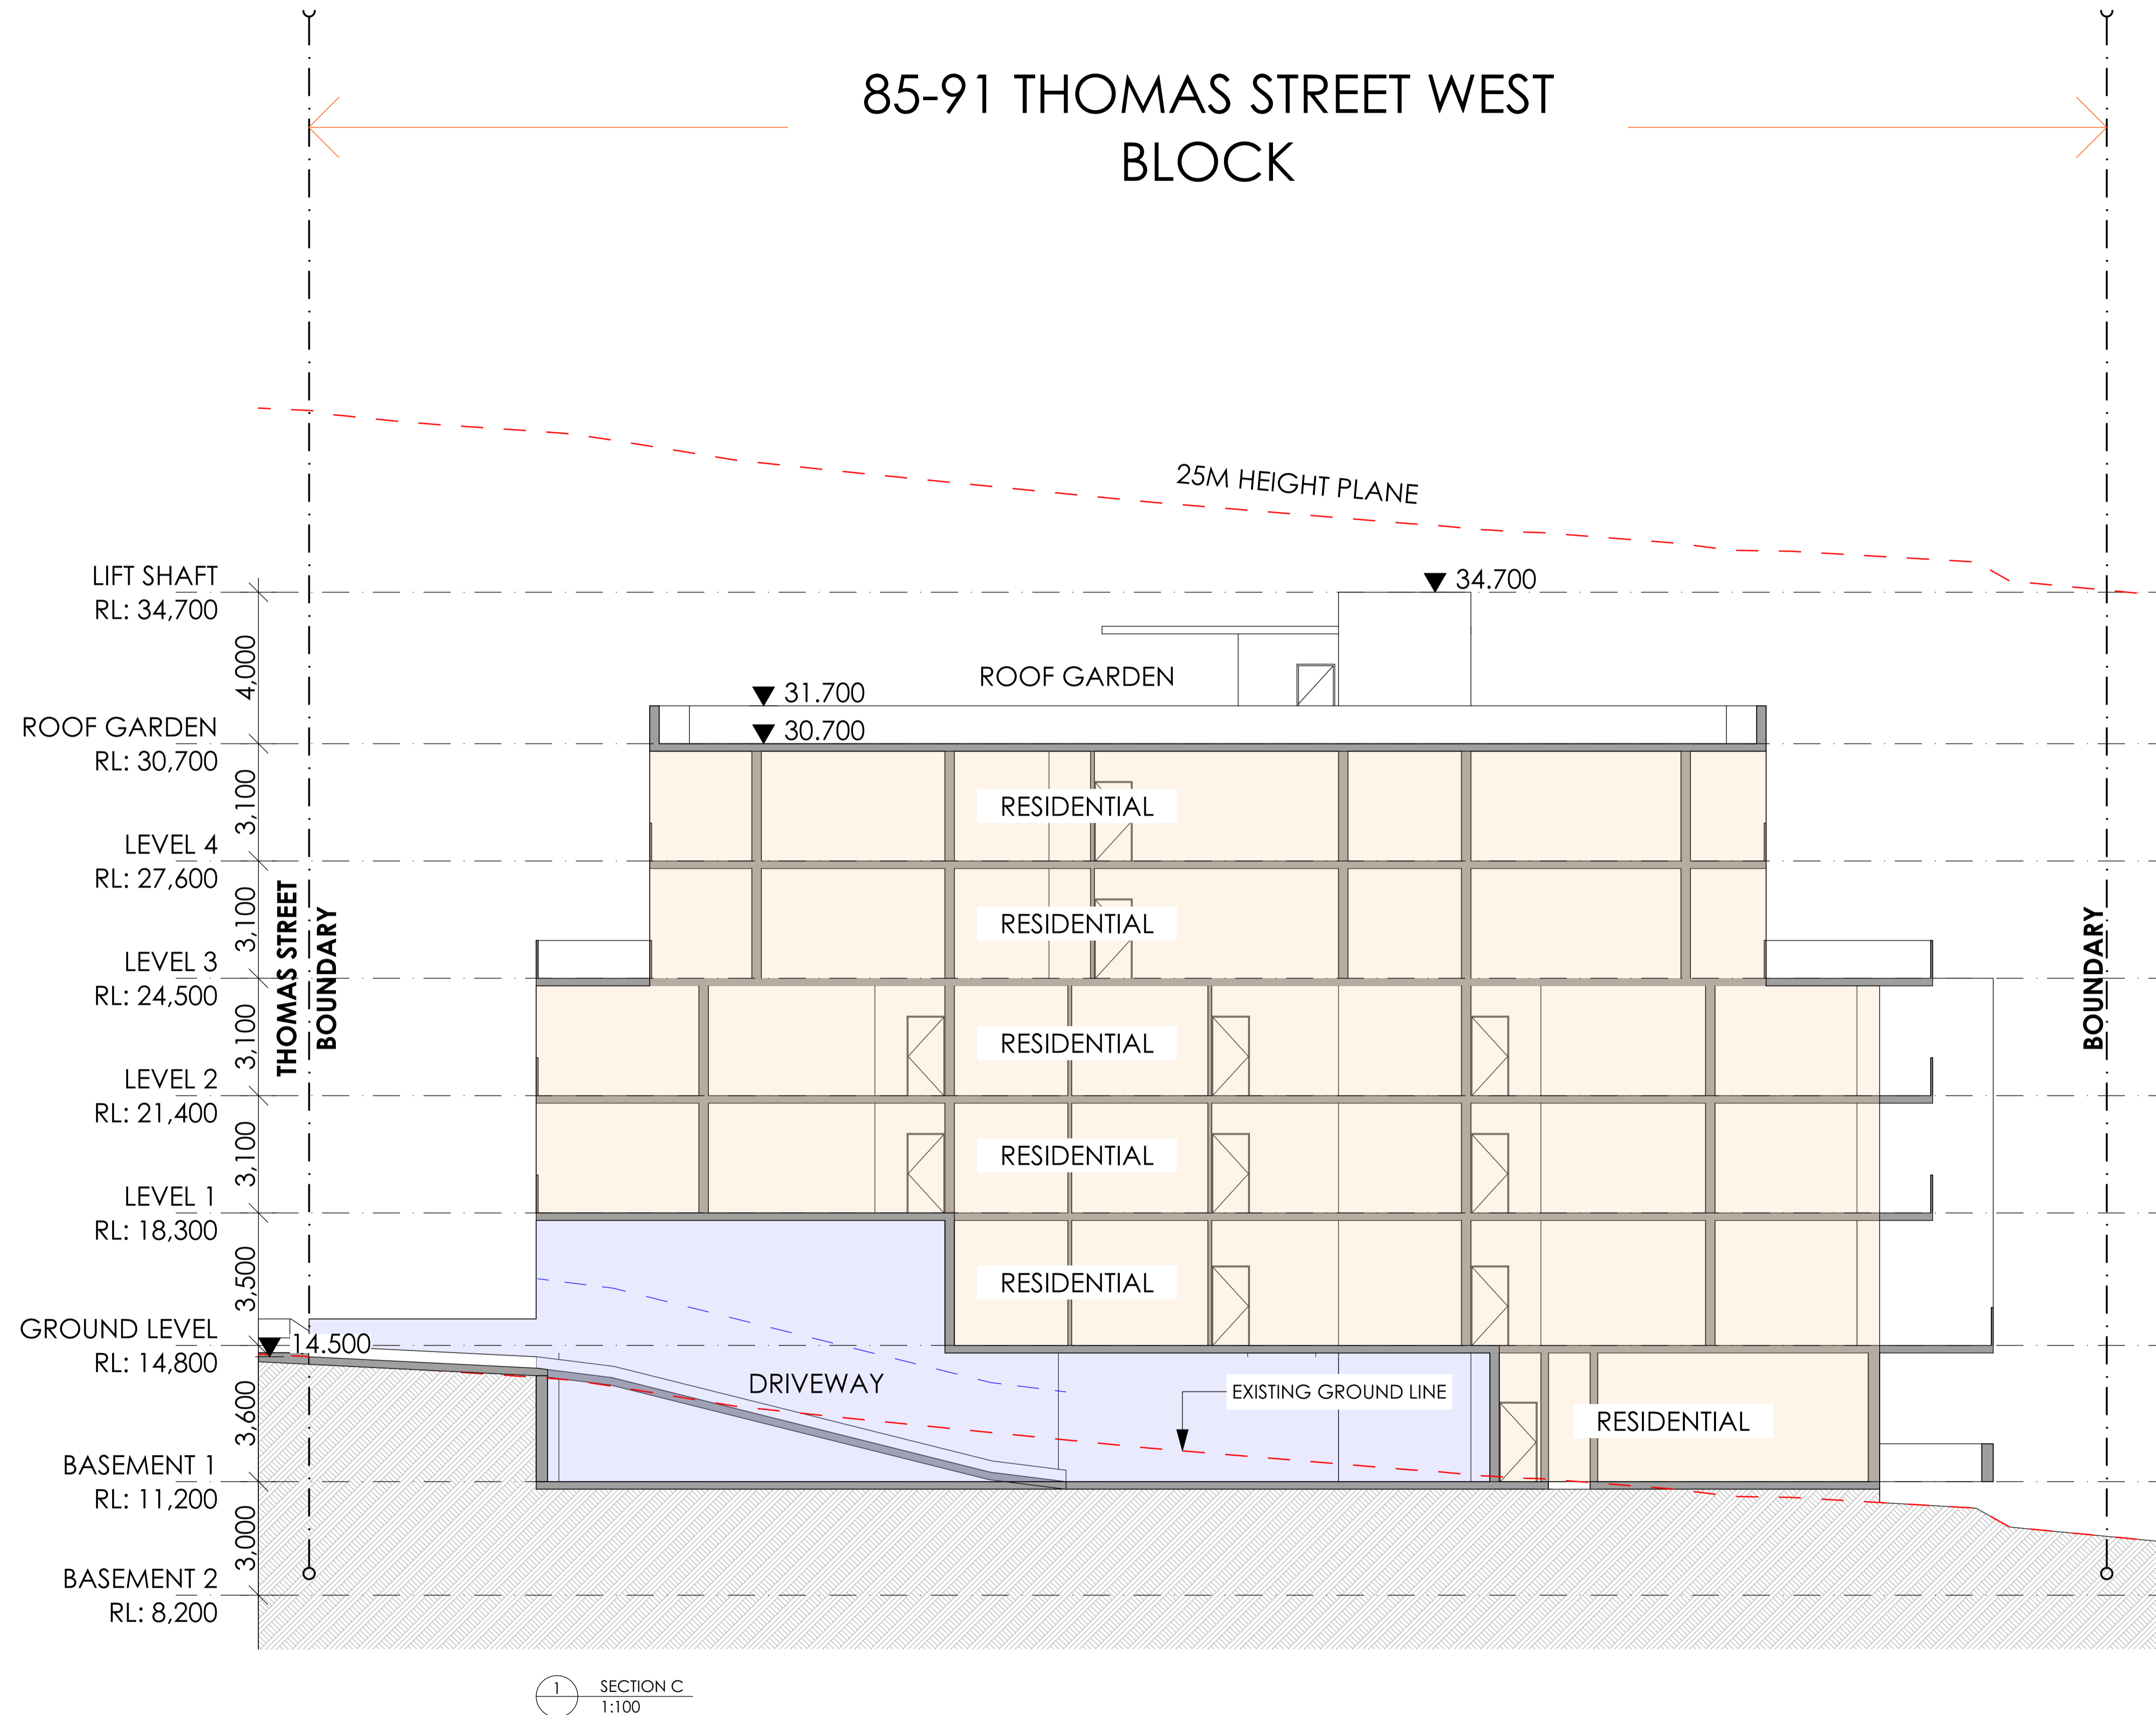 85-91 THOMAS STREET WEST
BLOCK
25M HEIGHT PLANE
LIFT SHAFT
RL: 34,700
34.700
4,000
ROOF GARDEN
31.700
ROOF GARDEN
RL: 30,700
30.700
3,100
RESIDENTIAL
LEVEL 4
RL: 27,600
3,100
RESIDENTIAL
THOMAS STREET
BOUNDARY
BOUNDARY
LEVEL 3
RL: 24,500
3,100
RESIDENTIAL
LEVEL 2
RL: 21,400
3,100
RESIDENTIAL
LEVEL 1
RL: 18,300
3,500
RESIDENTIAL
GROUND LEVEL
RL: 14,800
14.500
3,600
DRIVEWAY
EXISTING GROUND LINE
RESIDENTIAL
BASEMENT 1
RL: 11,200
3,000
BASEMENT 2
RL: 8,200
1
SECTION C
1:100